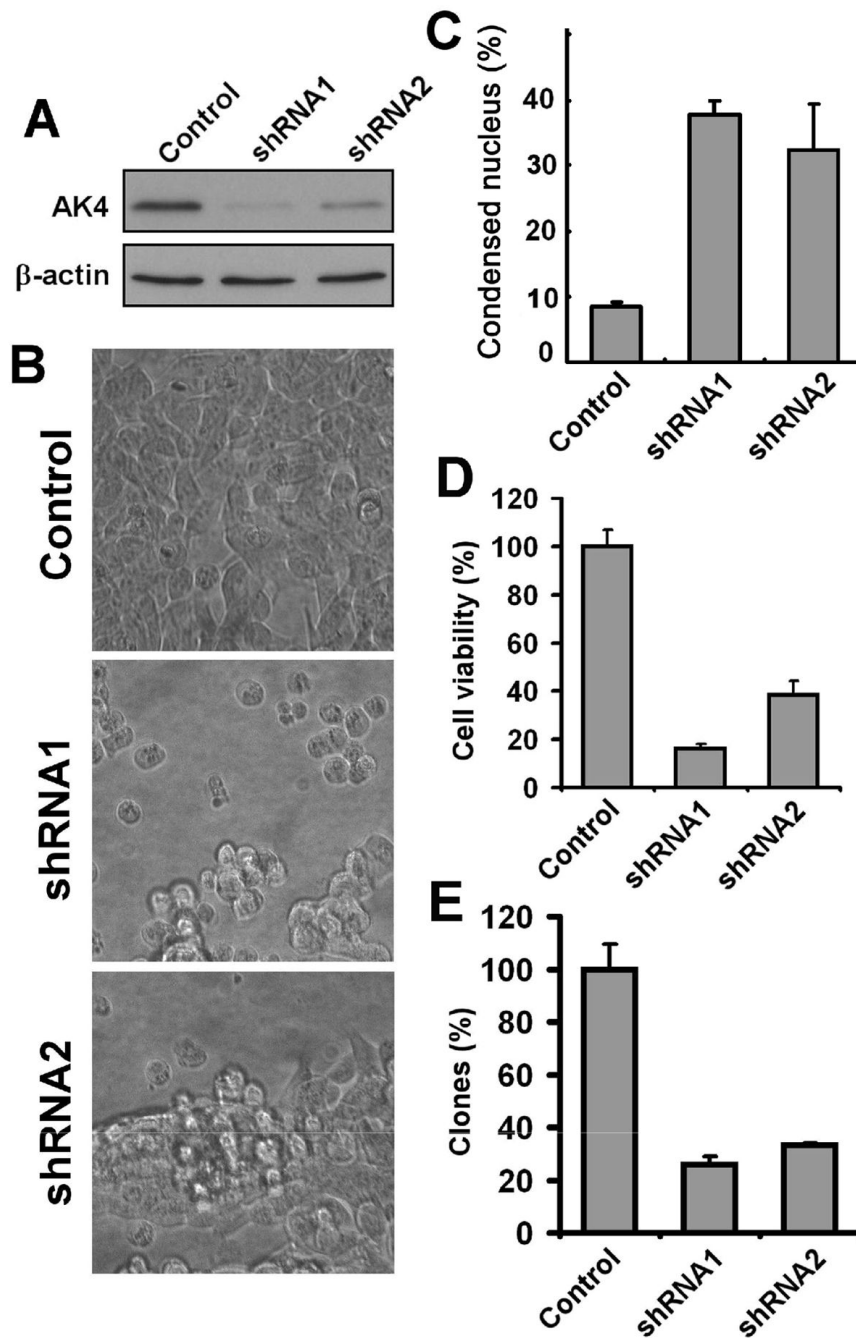 A
Control
shRNA1
shRNA2
AK4
β-actin
B
Control
shRNA1
shRNA2
C
Condensed nucleus (%)
40
30
20
10
0
Control
shRNA1
shRNA2
D
Cell viability (%)
120
100
80
60
40
20
0
Control
shRNA1
shRNA2
E
Clones (%)
120
100
80
60
40
20
0
Control
shRNA1
shRNA2